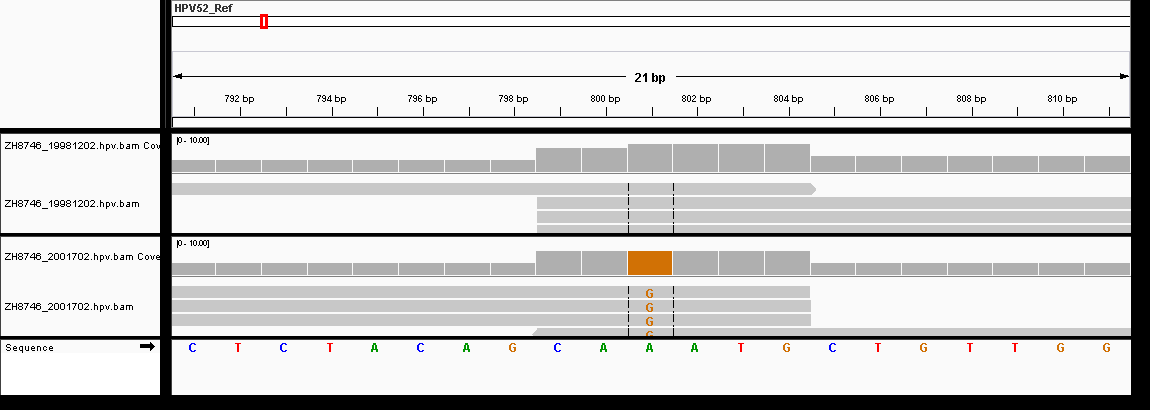 HPV52_Ref
21 bp
792 bp 794 bp 796 bp 798 bp 800 bp 802 bp 804 bp 806 bp 808 bp 810 bp
ZH8746_19981202.hpv.bam Cov
[0 - 10.00]
ZH8746_19981202.hpv.bam
ZH8746_2001702.hpv.bam Cove
[0 - 10.00]
ZH8746_2001702.hpv.bam
G
G
G
G
Sequence
C T C T A C A G C A A A T G C T G T T G G